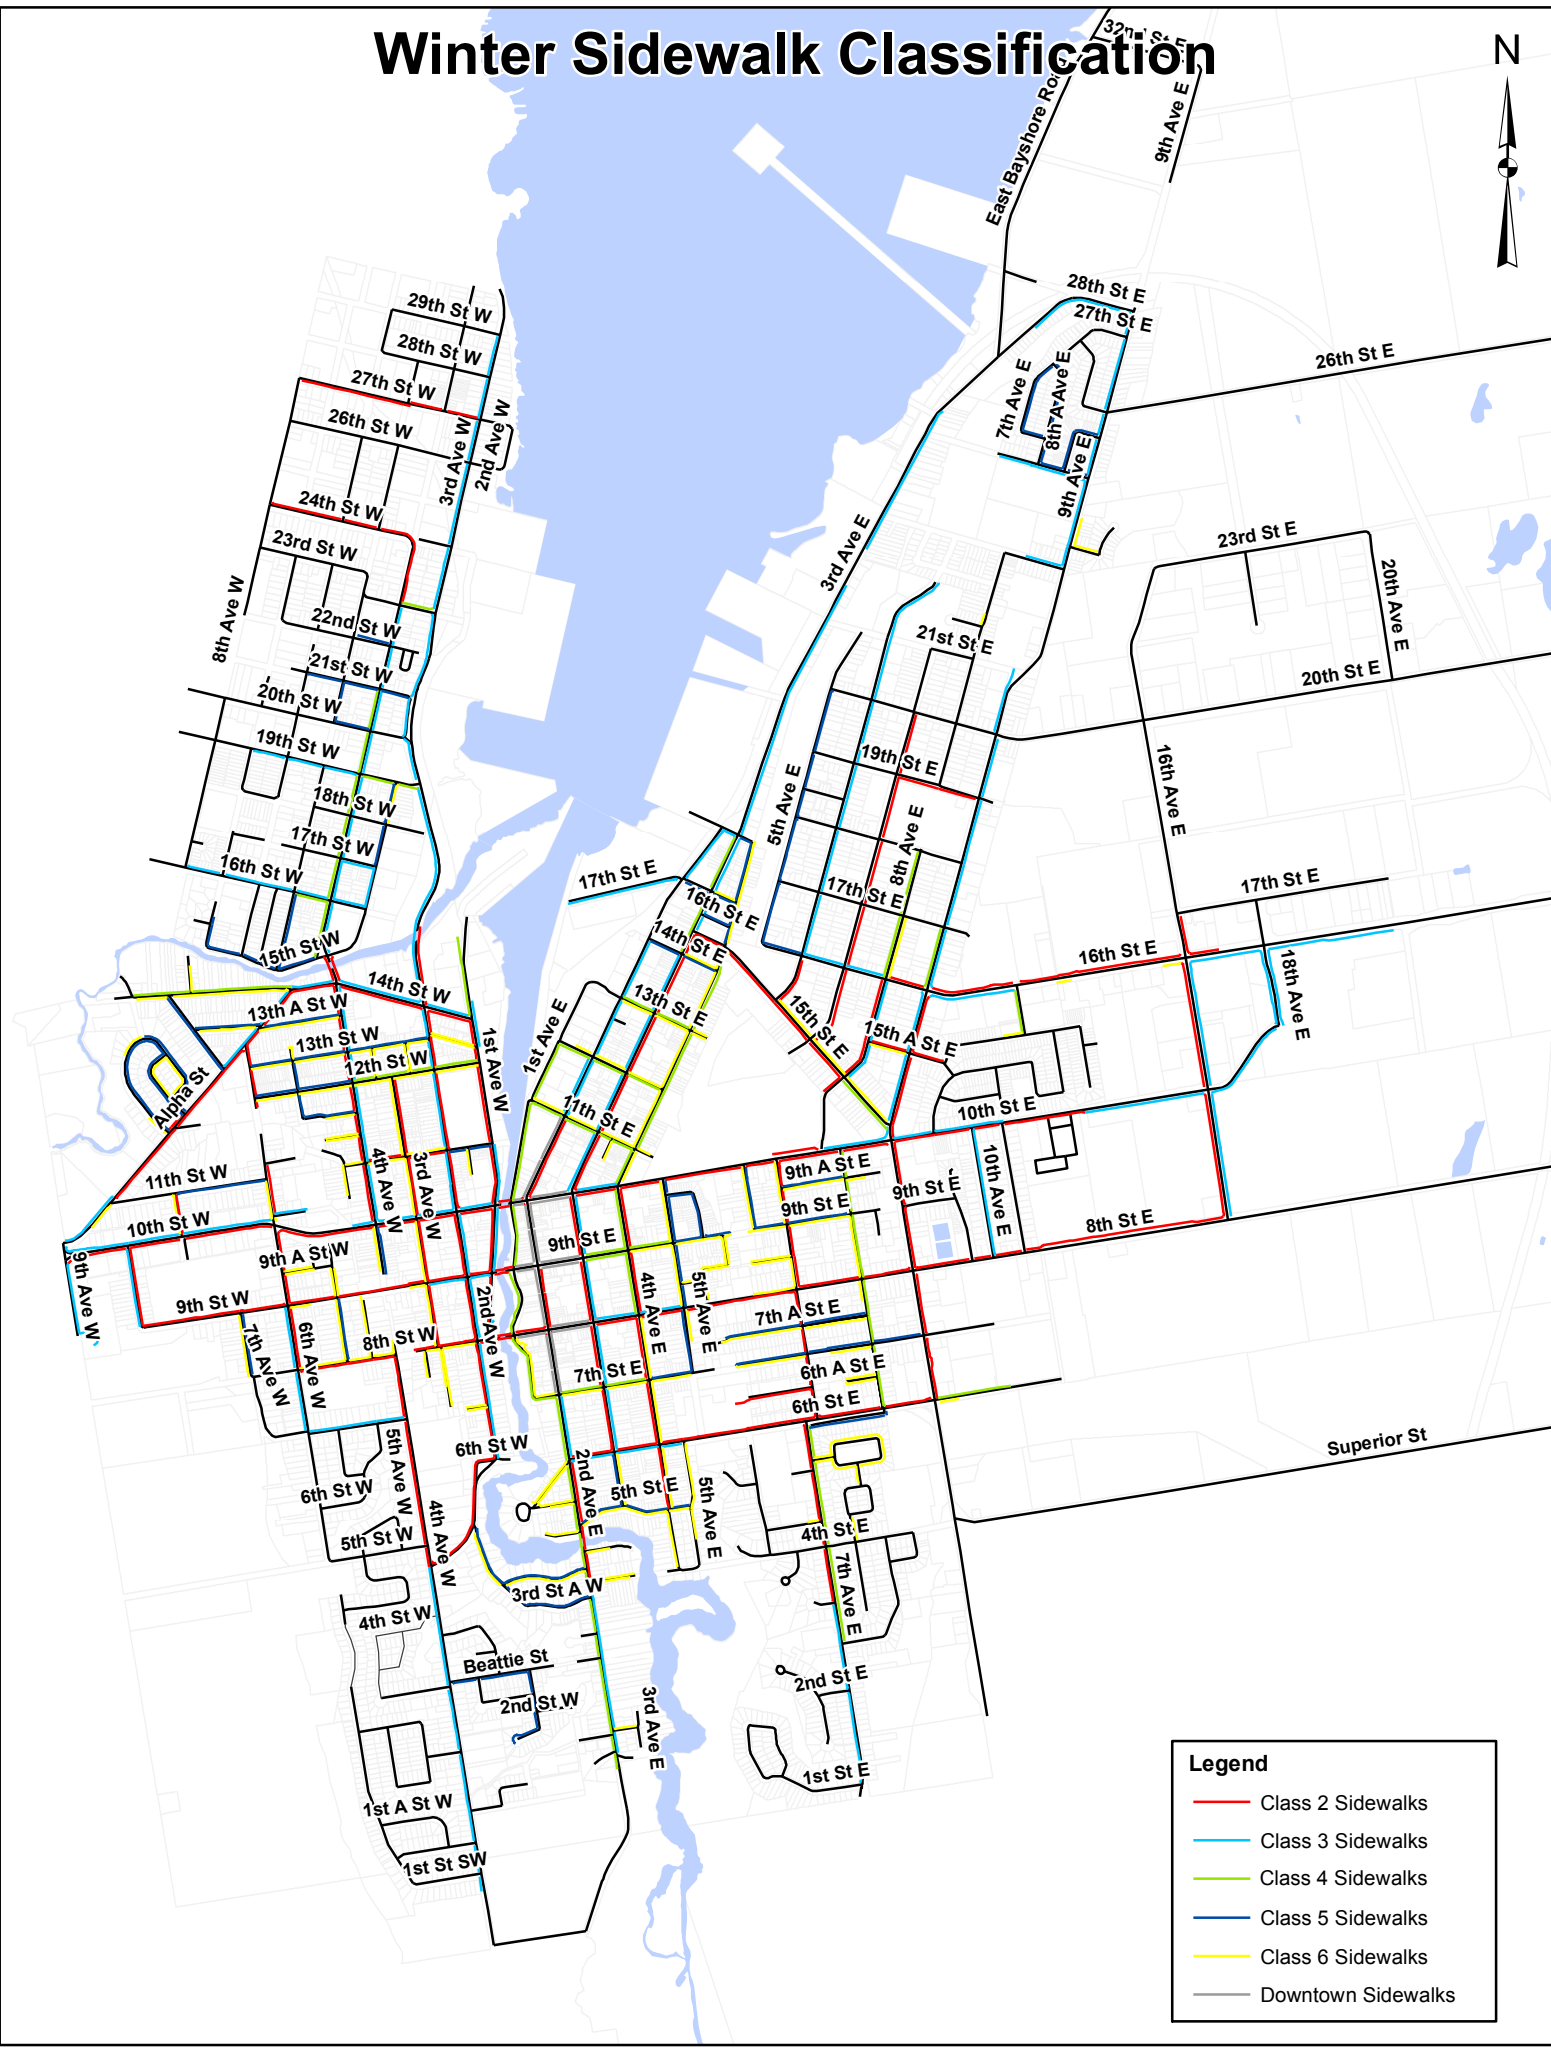 Winter Sidewalk Classification
N
32nd St E
9th Ave E
East Bayshore Road
28th St E
27th St E
29th St W
28th St W
27th St W
26th St W
26th St E
7th Ave E
8th A Ave E
9th Ave E
3rd Ave W
2nd Ave W
24th St W
23rd St W
3rd Ave E
23rd St E
20th Ave E
8th Ave W
22nd St W
21st St W
21st St E
20th St E
20th St W
19th St W
19th St E
16th Ave E
5th Ave E
18th St W
17th St W
8th Ave E
16th St W
17th St E
17th St E
17th St E
16th St E
15th St W
14th St E
16th St E
18th Ave E
14th St W
13th A St W
13th St E
15th St E
15th A St E
1st Ave W
1st Ave E
13th St W
12th St W
Alpha St
11th St E
10th St E
11th St W
4th Ave W
3rd Ave W
9th A St E
10th Ave E
9th St E
9th St E
10th St W
8th St E
9th A St W
9th St E
9th Ave W
4th Ave E
5th Ave E
9th St W
2nd Ave W
7th A St E
7th Ave W
6th Ave W
8th St W
7th St E
6th A St E
6th St E
5th Ave W
6th St W
Superior St
6th St W
2nd Ave E
5th St E
5th Ave E
4th Ave W
5th St W
4th St E
7th Ave E
3rd St A W
4th St W
Beattie St
2nd St W
2nd St E
3rd Ave E
1st St E
1st A St W
1st St SW
Legend
Class 2 Sidewalks
Class 3 Sidewalks
Class 4 Sidewalks
Class 5 Sidewalks
Class 6 Sidewalks
Downtown Sidewalks